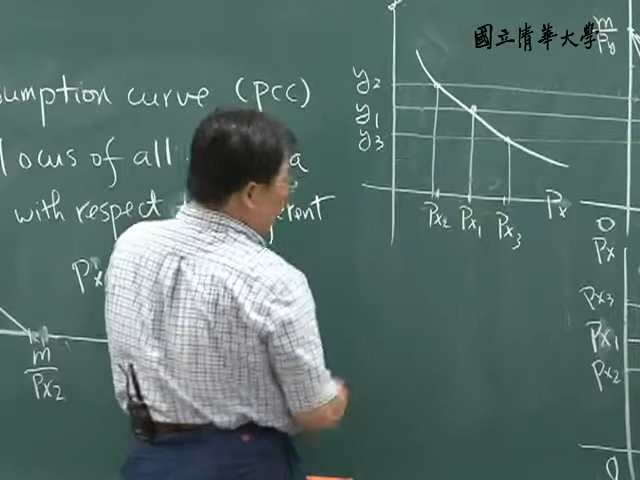 國立清華大學
sumption curve (PCC)
locus of all
a
with respect
Px
m
Px2
y2
y1
y3
Px2 Px1 Px3 Px
m
Py
0
Px
Px3
Px1
Px2
0